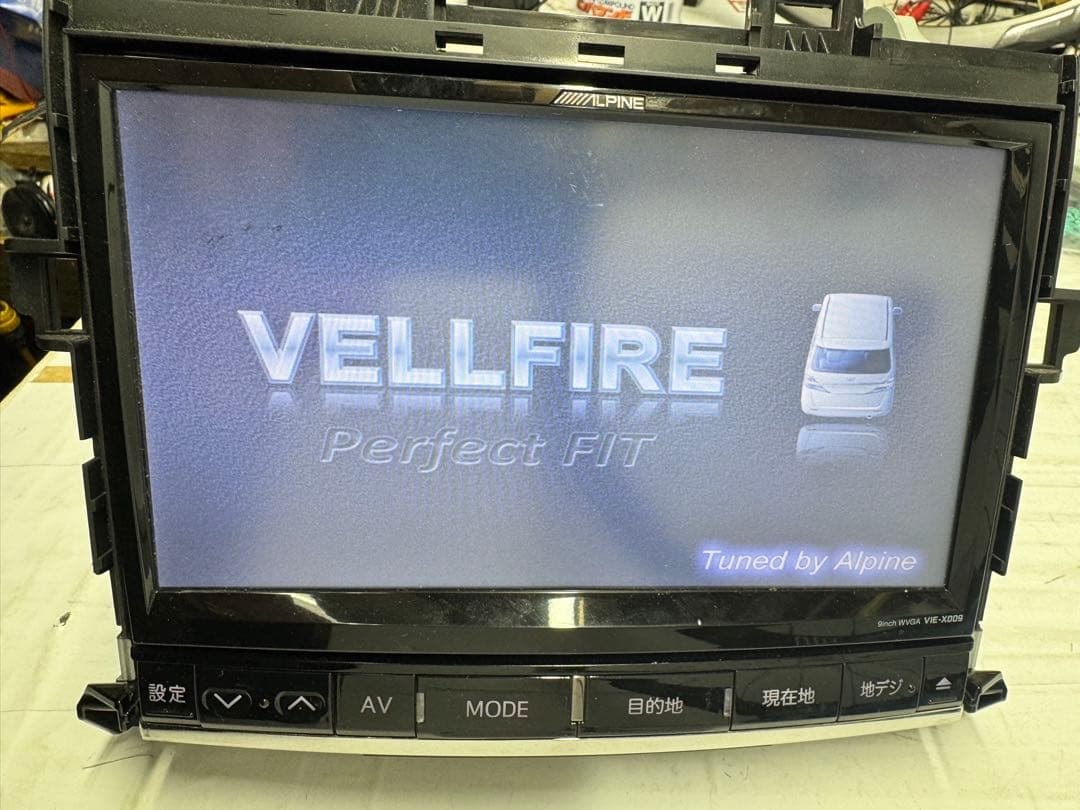 W
ALPINE
VELLFIRE
Perfect FIT
Tuned by Alpine
9inch WVGA VIE-X009
設定
AV
MODE
目的地
現在地
地デジ